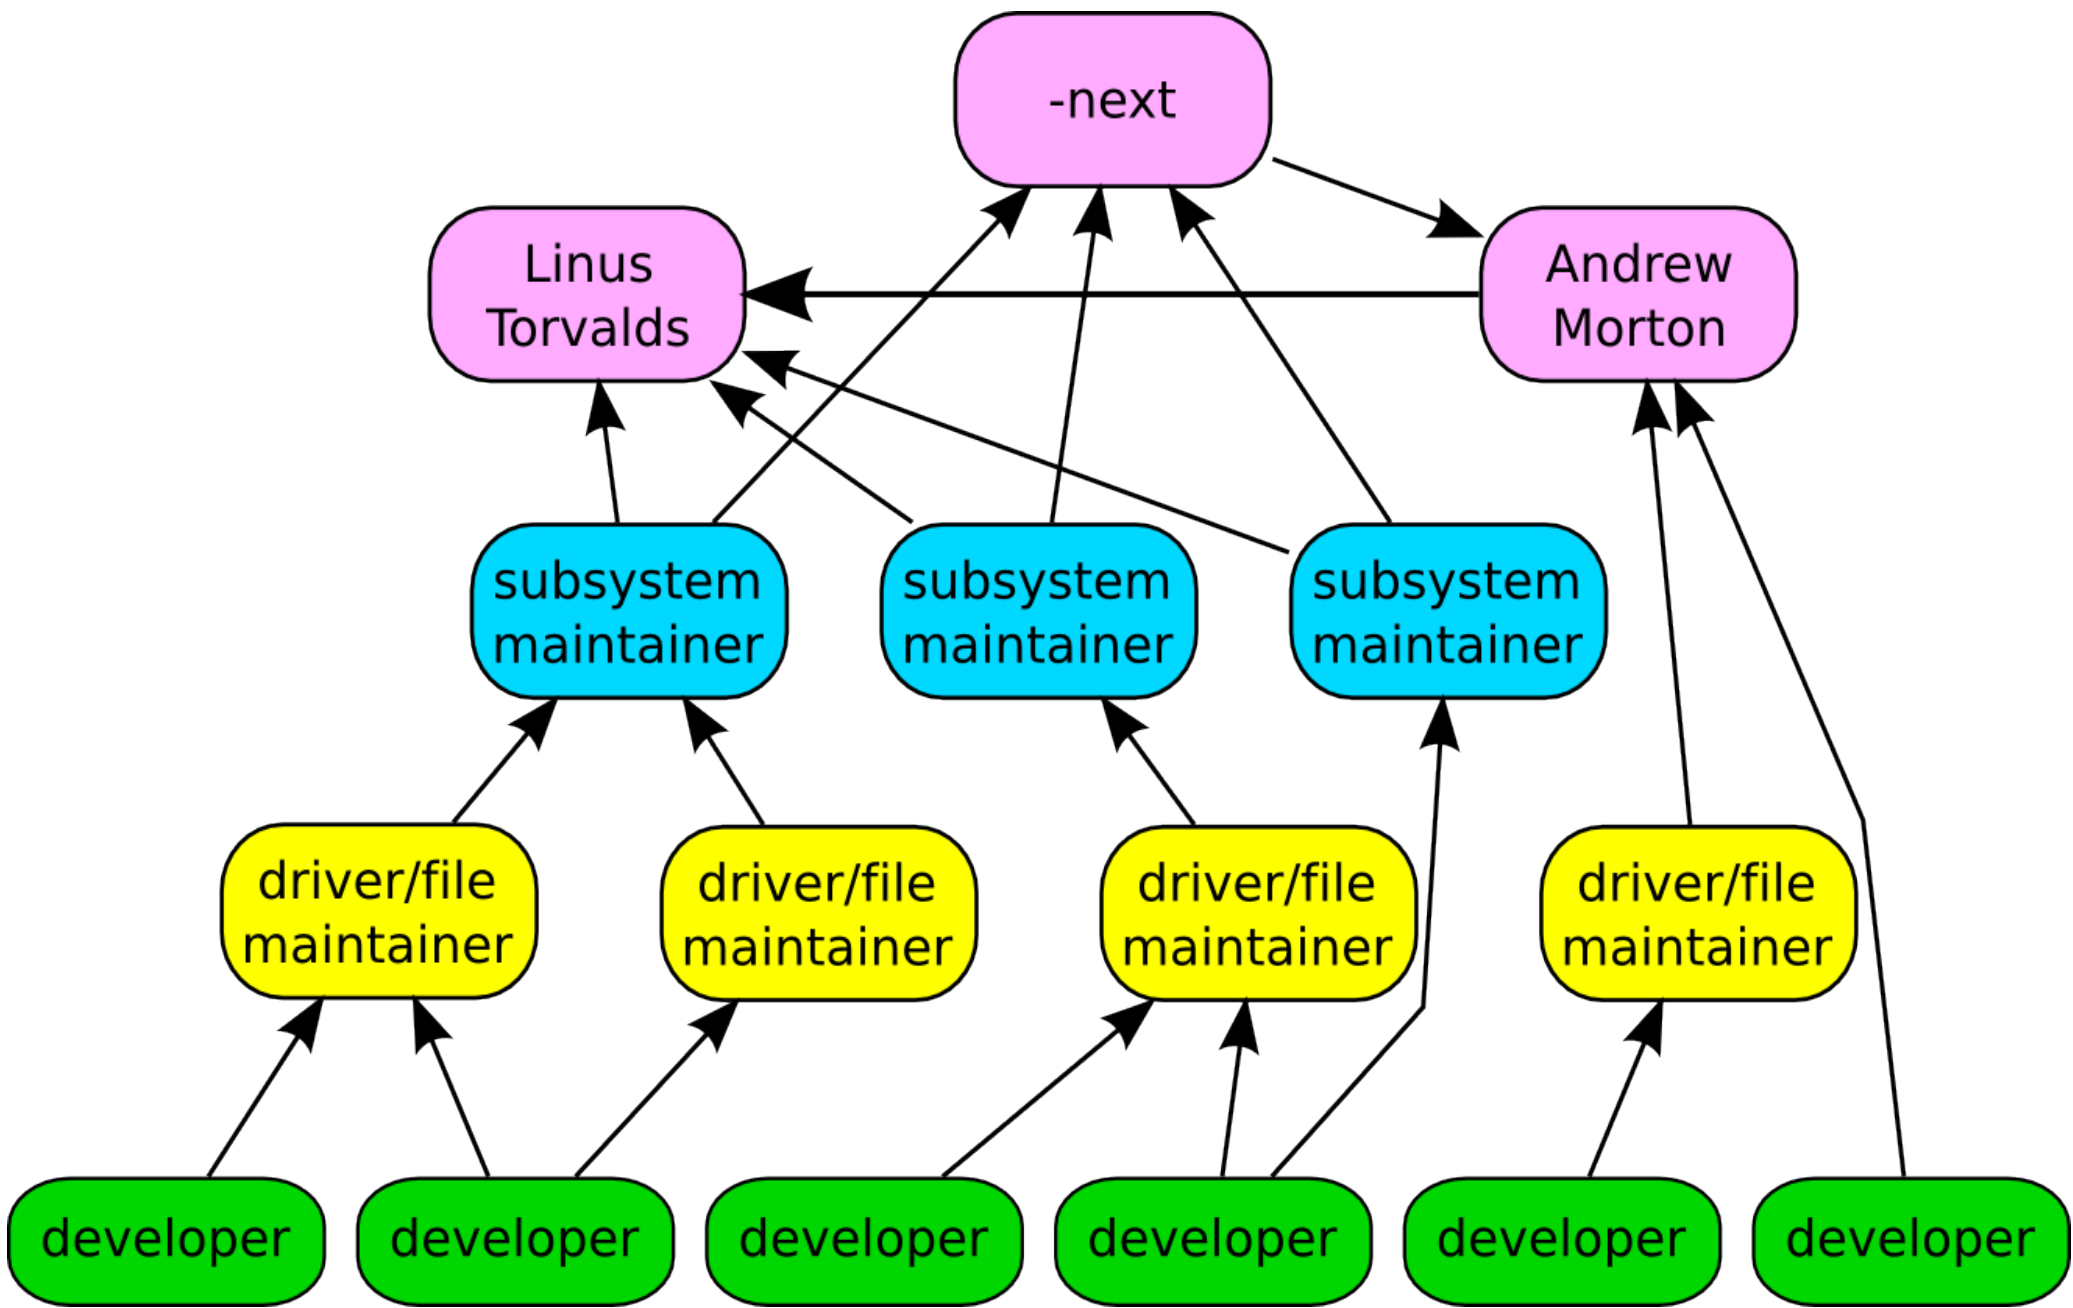 -next
Linus
Torvalds
Andrew
Morton
subsystem
maintainer
subsystem
maintainer
subsystem
maintainer
driver/file
maintainer
driver/file
maintainer
driver/file
maintainer
driver/file
maintainer
developer
developer
developer
developer
developer
developer